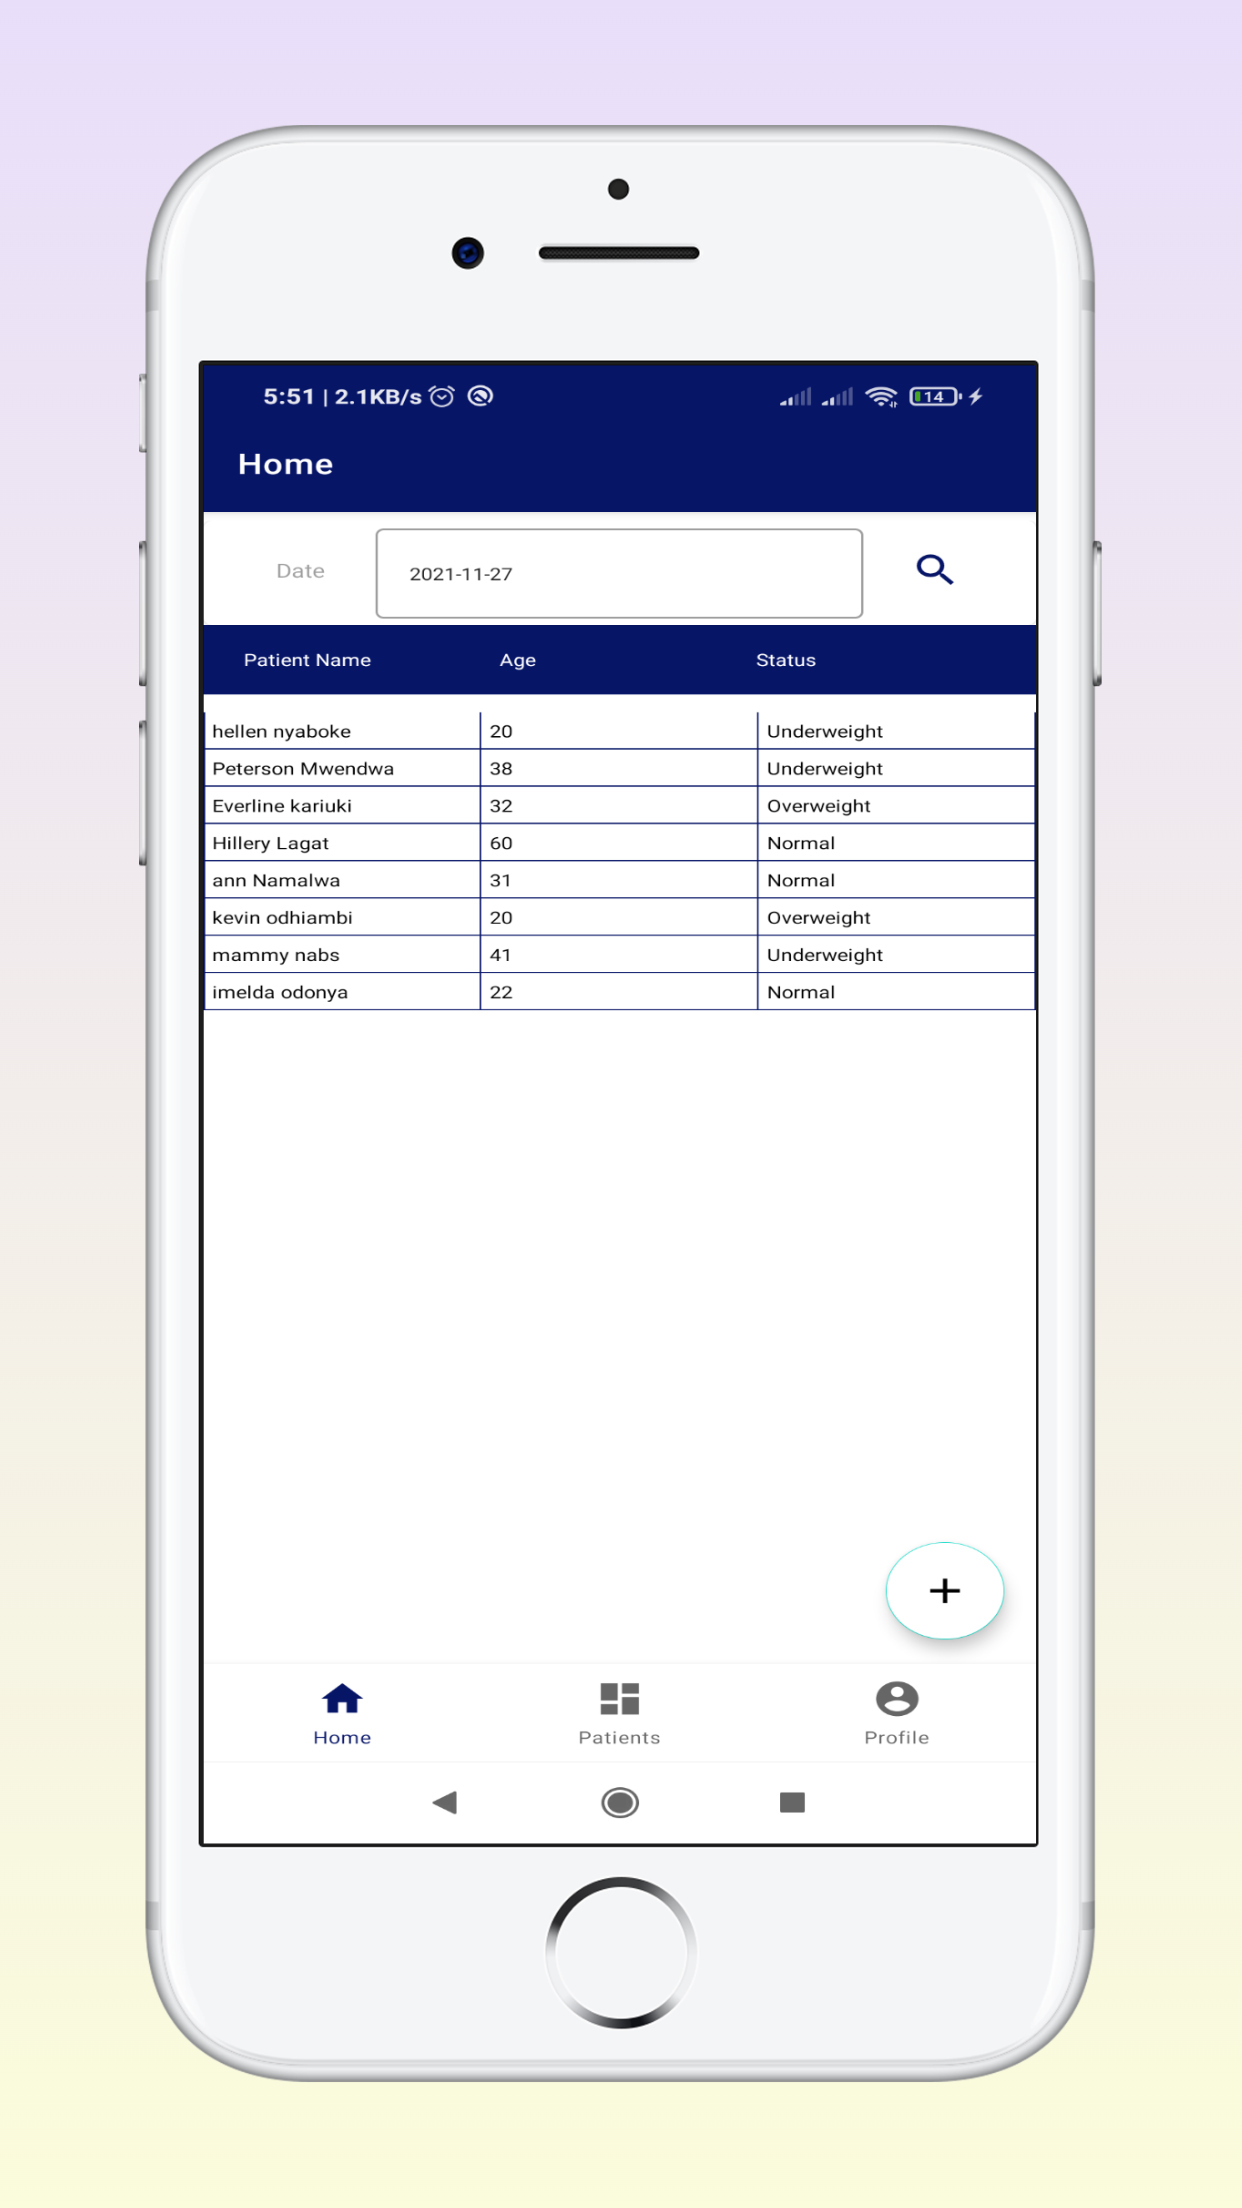 5:51 | 2.1KB/s 14
Home
Date 2021-11-27
Patient Name Age Status
hellen nyaboke 20 Underweight
Peterson Mwendwa 38 Underweight
Everline kariuki 32 Overweight
Hillery Lagat 60 Normal
ann Namalwa 31 Normal
kevin odhiambi 20 Overweight
mammy nabs 41 Underweight
imelda odonya 22 Normal
+
Home Patients Profile